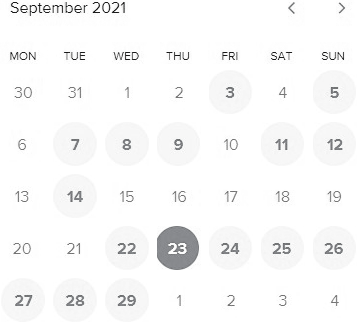 September 2021
MON TUE WED THU FRI SAT SUN
30 31 1 2 3 4 5
6 7 8 9 10 11 12
13 14 15 16 17 18 19
20 21 22 23 24 25 26
27 28 29 1 2 3 4